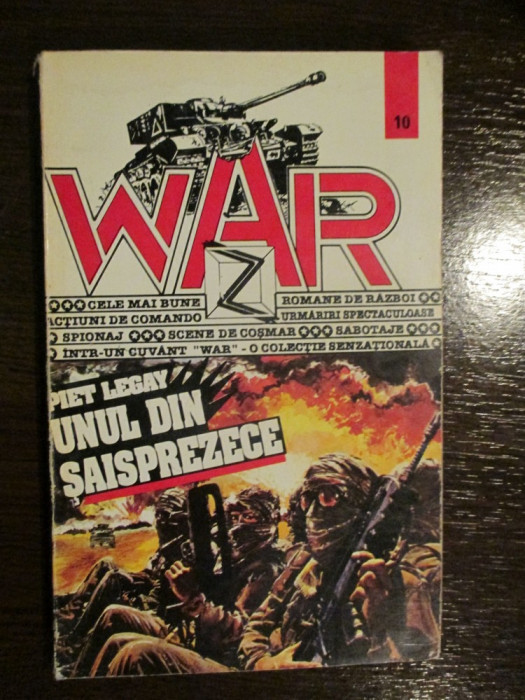 10
WAR
Z
✪✪✪ CELE MAI BUNE
ROMANE DE RĂZBOI ✪✪
ACȚIUNI DE COMANDO
URMĂRIRI SPECTACULOASE
✪ SPIONAJ ✪✪✪ SCENE DE COȘMAR ✪✪✪ SABOTAJE ✪✪✪
✪ ÎNTR-UN CUVÂNT "WAR" - O COLECȚIE SENZAȚIONALĂ ✪
PIET LEGAY
UNUL DIN
ȘAISPREZECE